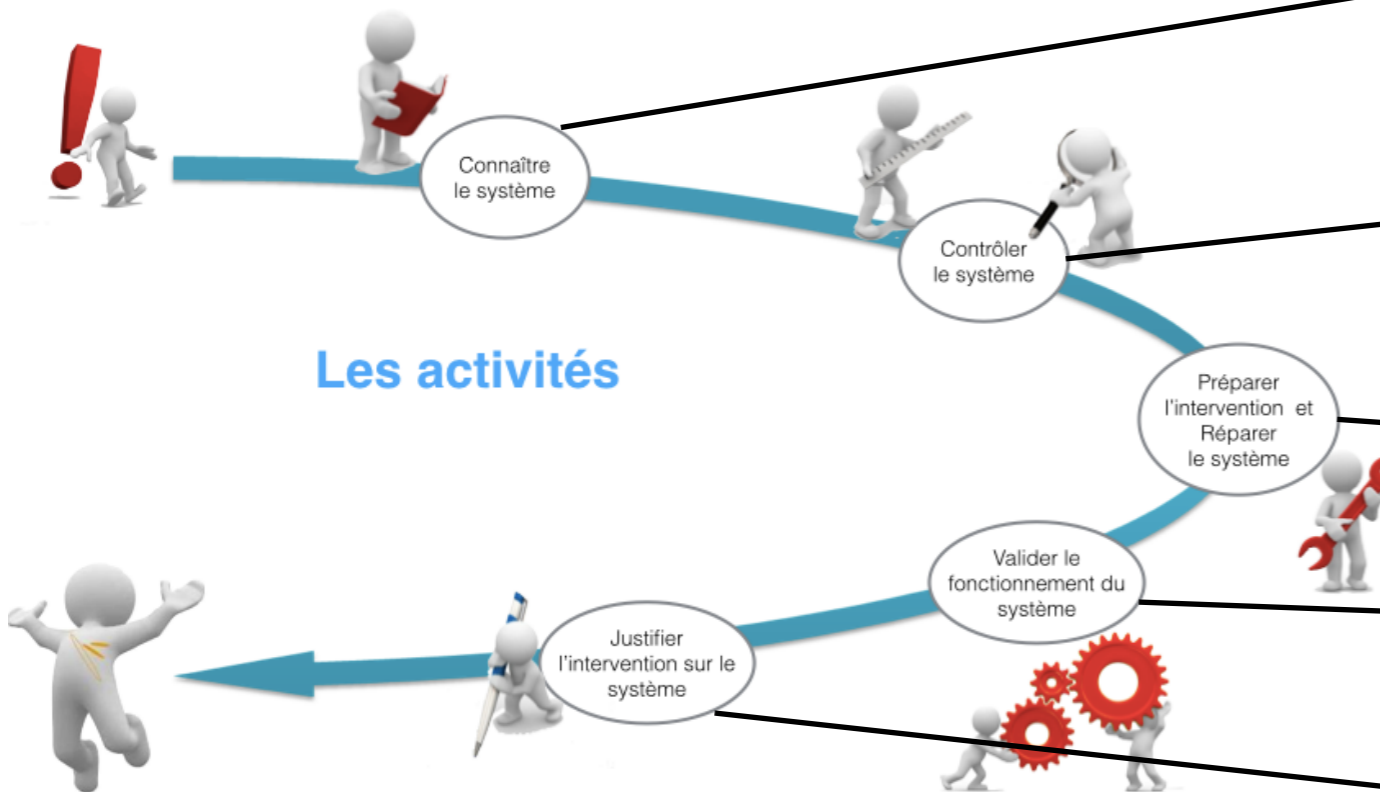 Connaître
le système
Contrôler
le système
Les activités
Préparer
l'intervention et
Réparer
le système
Valider le
fonctionnement du
système
Justifier
l'intervention sur le
système